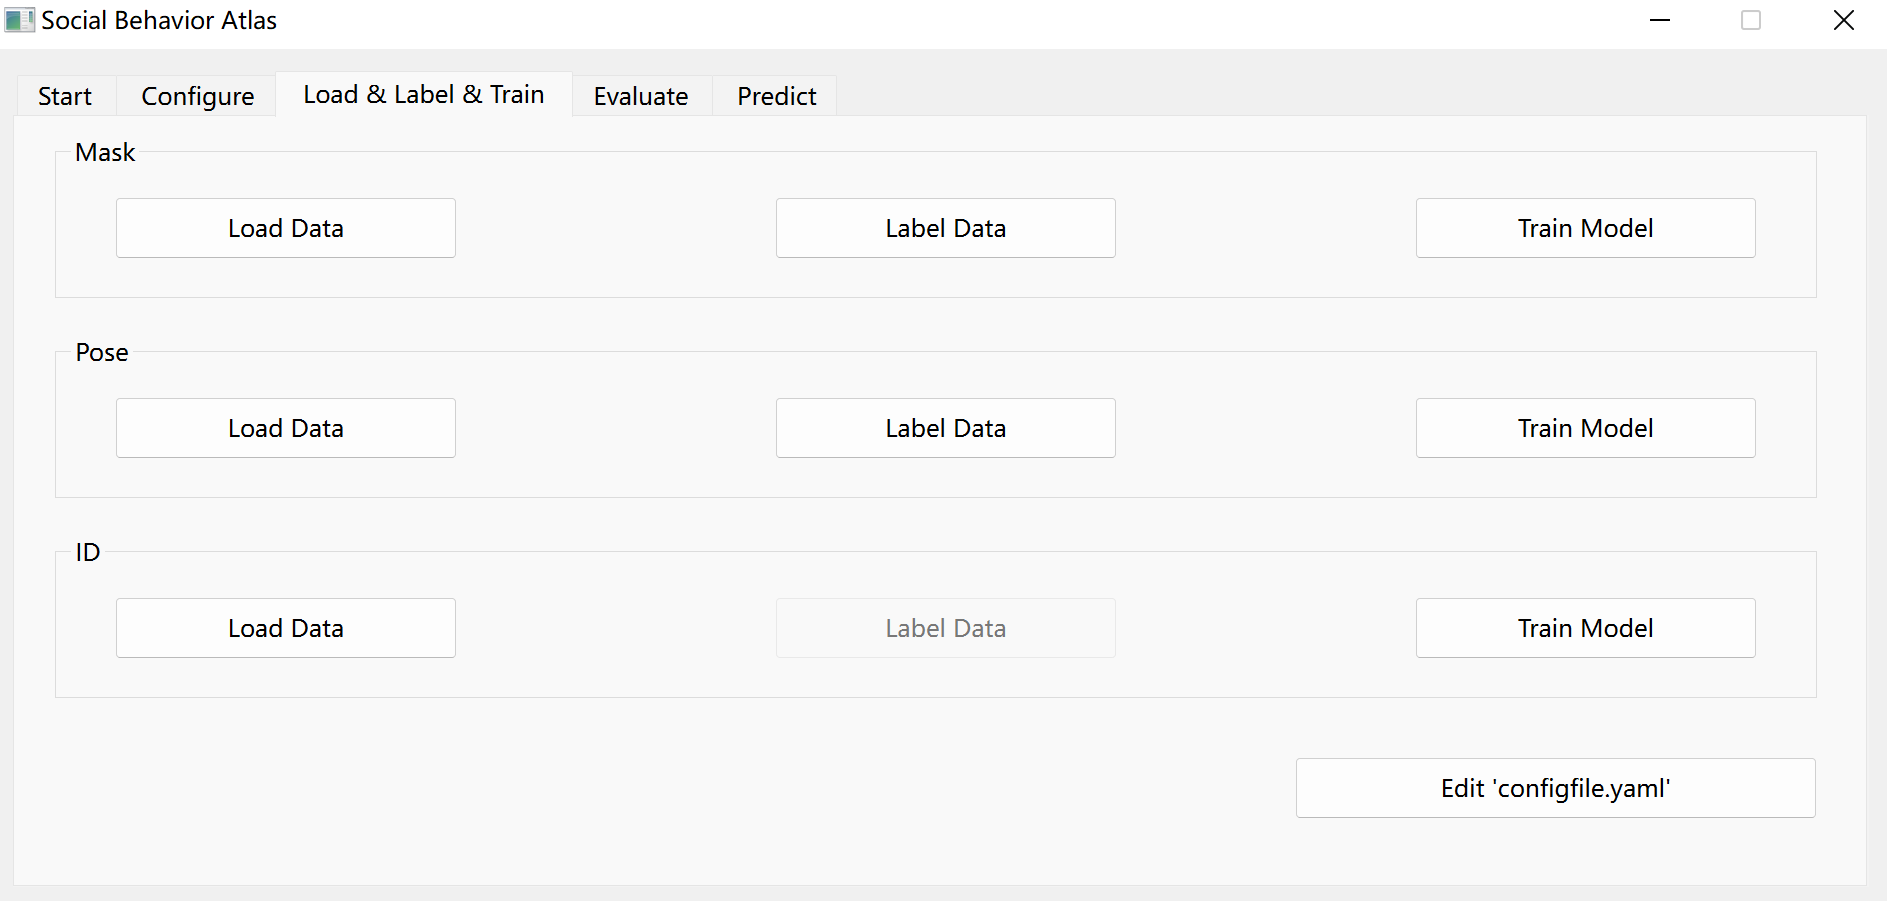 Social Behavior Atlas
Start Configure Load & Label & Train Evaluate Predict
Mask
Load Data Label Data Train Model
Pose
Load Data Label Data Train Model
ID
Load Data Label Data Train Model
Edit 'configfile.yaml'